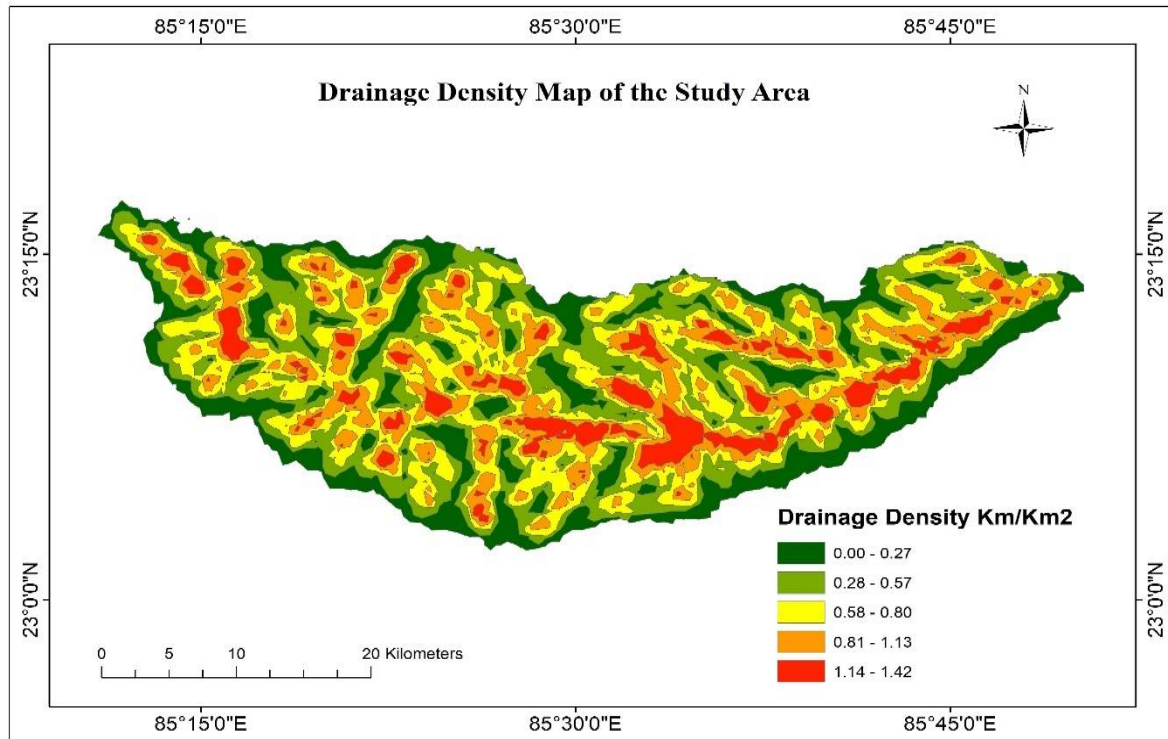 85°15'0"E 85°30'0"E 85°45'0"E
Drainage Density Map of the Study Area
N
23°15'0"N 23°15'0"N
Drainage Density Km/Km2
0.00 - 0.27
0.28 - 0.57
0.58 - 0.80
0.81 - 1.13
1.14 - 1.42
23°0'0"N 23°0'0"N
0 5 10 20 Kilometers
85°15'0"E 85°30'0"E 85°45'0"E